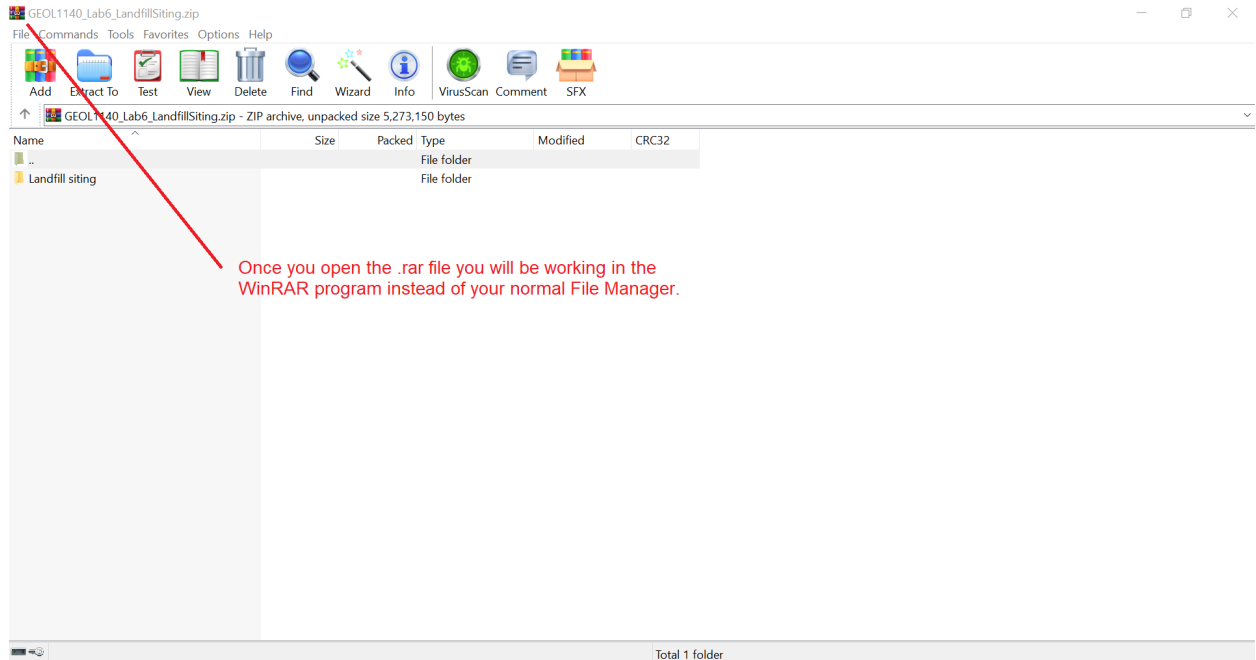 GEOL1140_Lab6_LandfillSiting.zip
File Commands Tools Favorites Options Help
Add Extract To Test View Delete Find Wizard Info VirusScan Comment SFX
GEOL1140_Lab6_LandfillSiting.zip - ZIP archive, unpacked size 5,273,150 bytes
Name Size Packed Type Modified CRC32
.. File folder
Landfill siting File folder
Once you open the .rar file you will be working in the
WinRAR program instead of your normal File Manager.
Total 1 folder